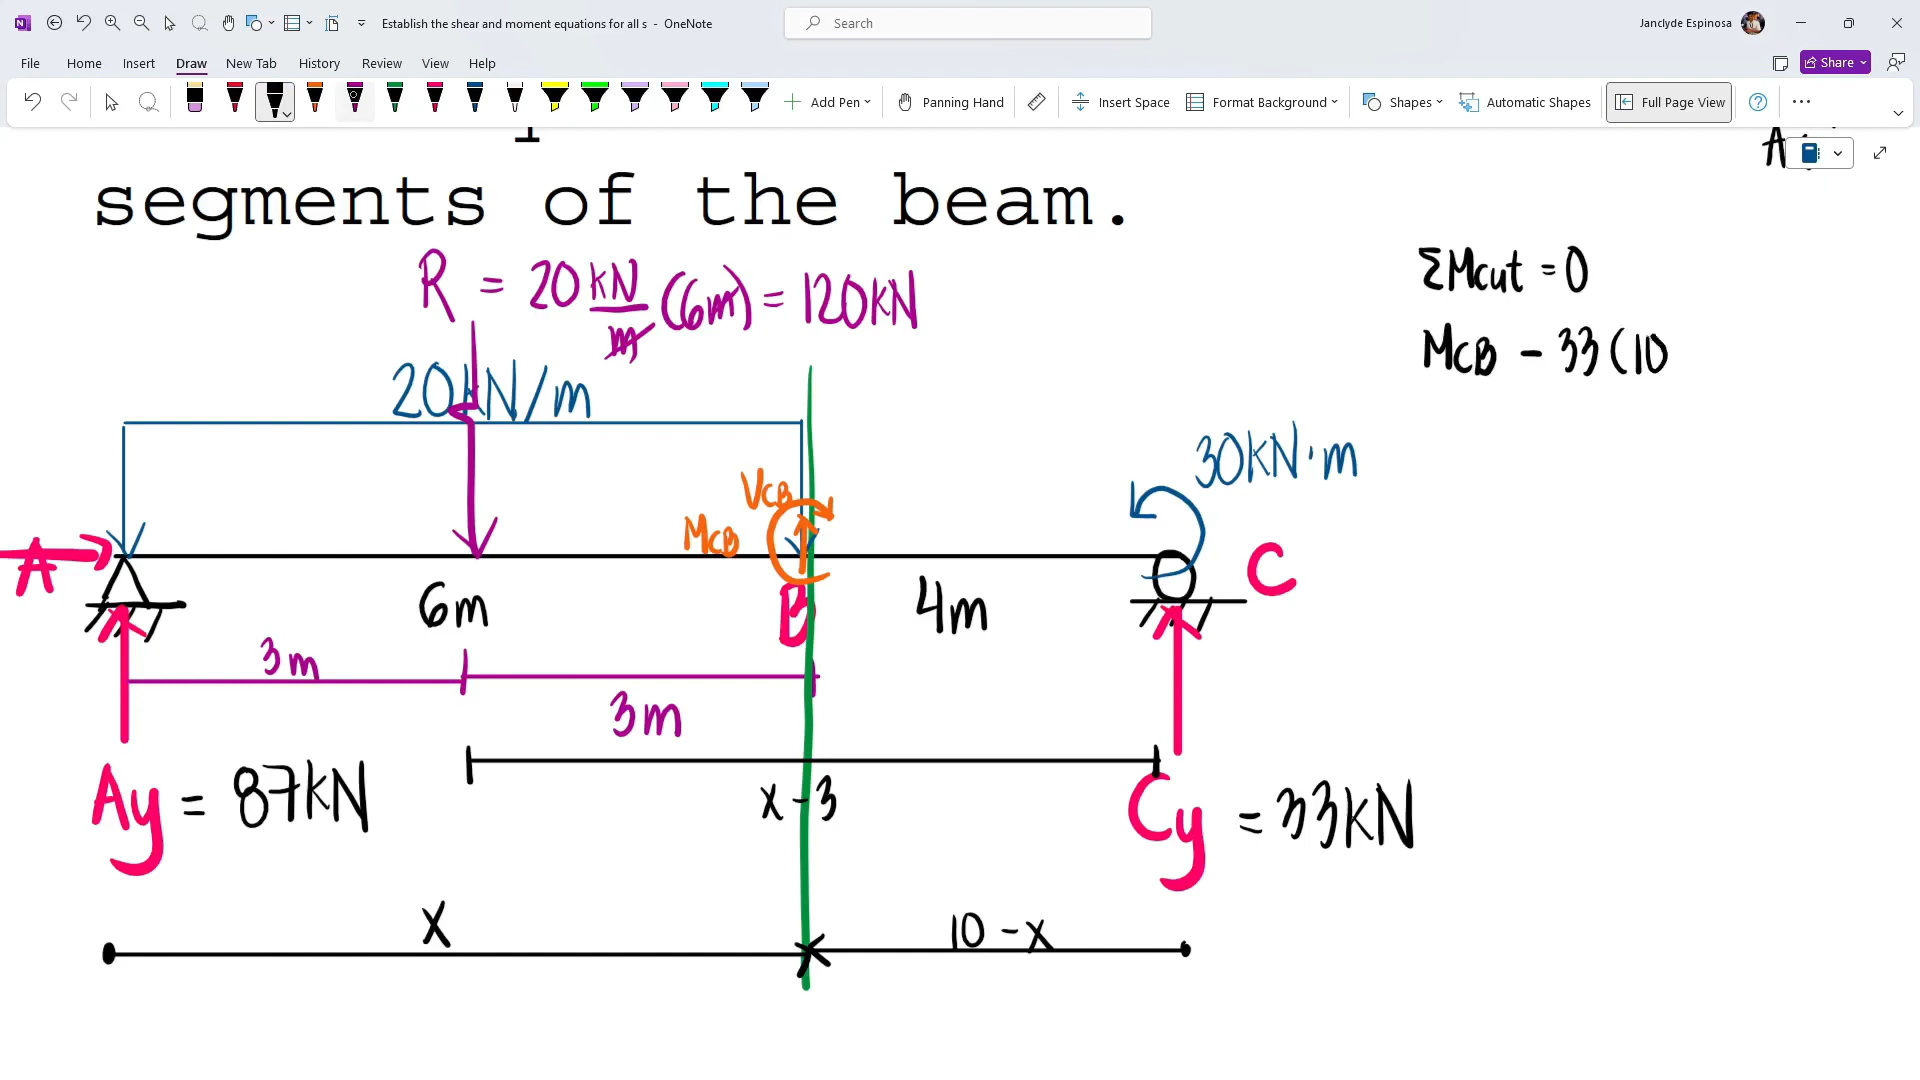 Establish the shear and moment equations for all s - OneNote
Search
Janclyde Espinosa
File Home Insert Draw New Tab History Review View Help
Share
Add Pen
Panning Hand
Insert Space
Format Background
Shapes
Automatic Shapes
Full Page View
segments of the beam.
R = 20 kN/m (6m) = 120kN
ΣMcut = 0
MCB - 33(10
20kN/m
30kN·m
VCB
MCB
A
B
C
6m
4m
3m
3m
Ay = 87kN
x - 3
Cy = 33kN
x
10 - x